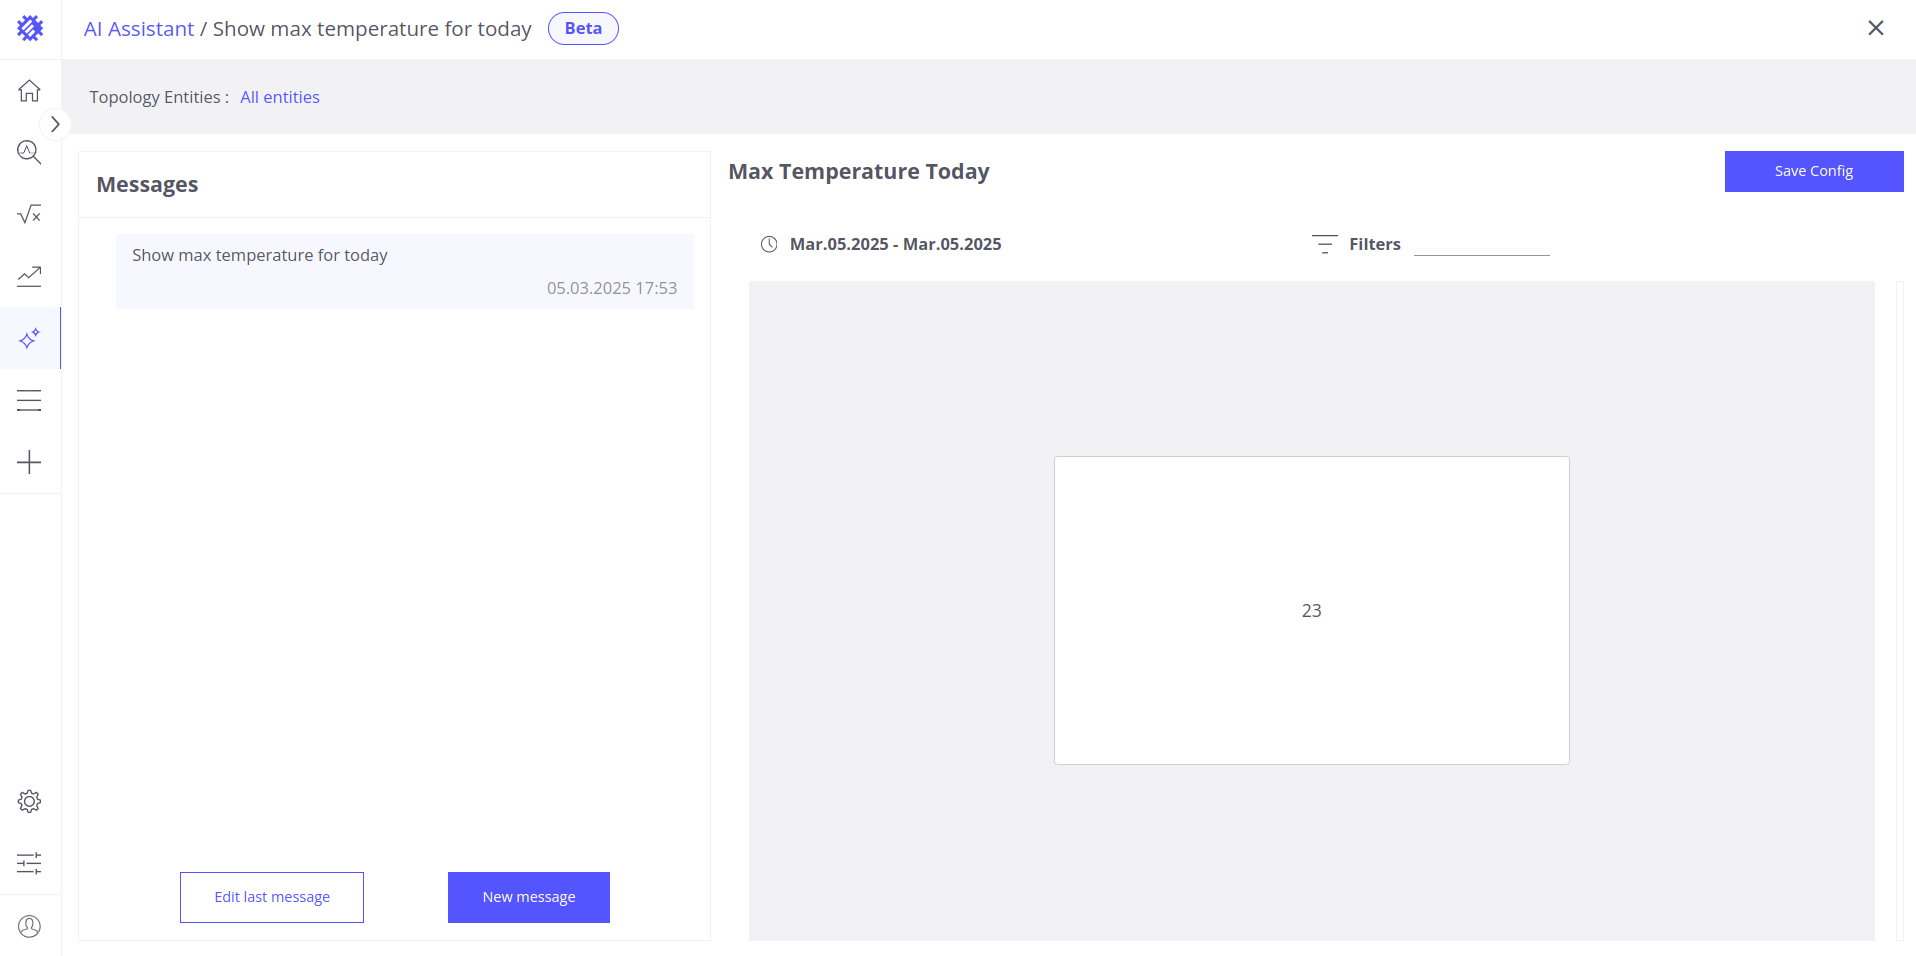 AI Assistant / Show max temperature for today
Beta
Topology Entities : All entities
Messages
Show max temperature for today
05.03.2025 17:53
Edit last message
New message
Max Temperature Today
Save Config
Mar.05.2025 - Mar.05.2025
Filters
23